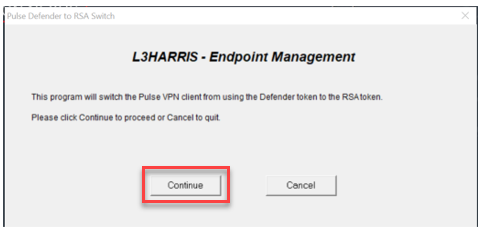 Pulse Defender to RSA Switch
L3HARRIS - Endpoint Management
This program will switch the Pulse VPN client from using the Defender token to the RSA token.
Please click Continue to proceed or Cancel to quit.
Continue Cancel